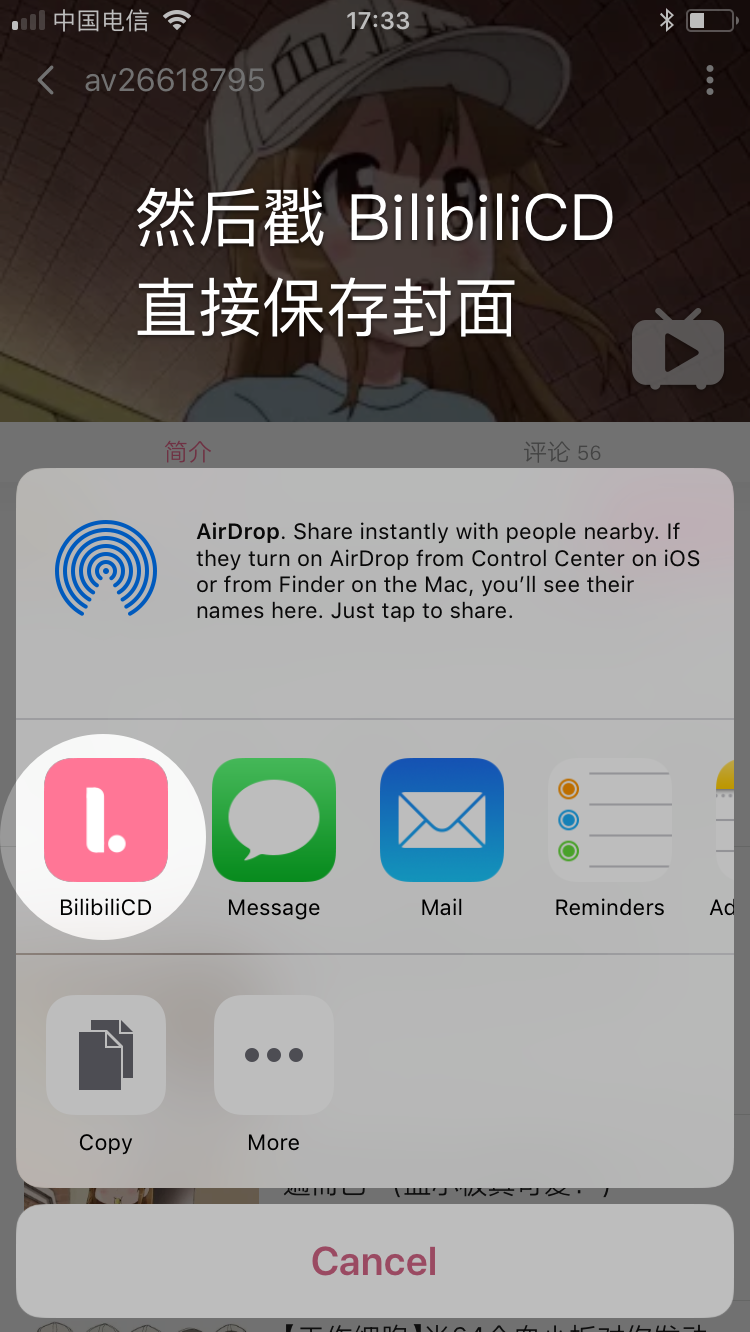 中国电信 17:33
av26618795
然后戳 BilibiliCD
直接保存封面
简介 评论 56
AirDrop. Share instantly with people nearby. If
they turn on AirDrop from Control Center on iOS
or from Finder on the Mac, you’ll see their
names here. Just tap to share.
BilibiliCD Message Mail Reminders
Copy More
Cancel